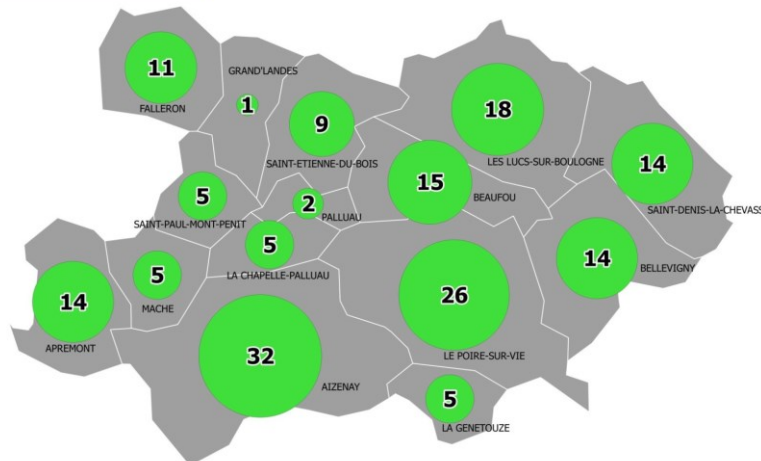 11
FALLERON
GRAND'LANDES
1
9
SAINT-ETIENNE-DU-BOIS
18
LES LUCS-SUR-BOULOGNE
14
SAINT-DENIS-LA-CHEVASS
15
BEAUFOU
5
SAINT-PAUL-MONT-PENIT
2
PALLUAU
5
LA CHAPELLE-PALLUAU
14
BELLEVIGNY
5
MACHE
14
APREMONT
26
LE POIRE-SUR-VIE
32
AIZENAY
5
LA GENETOUZE